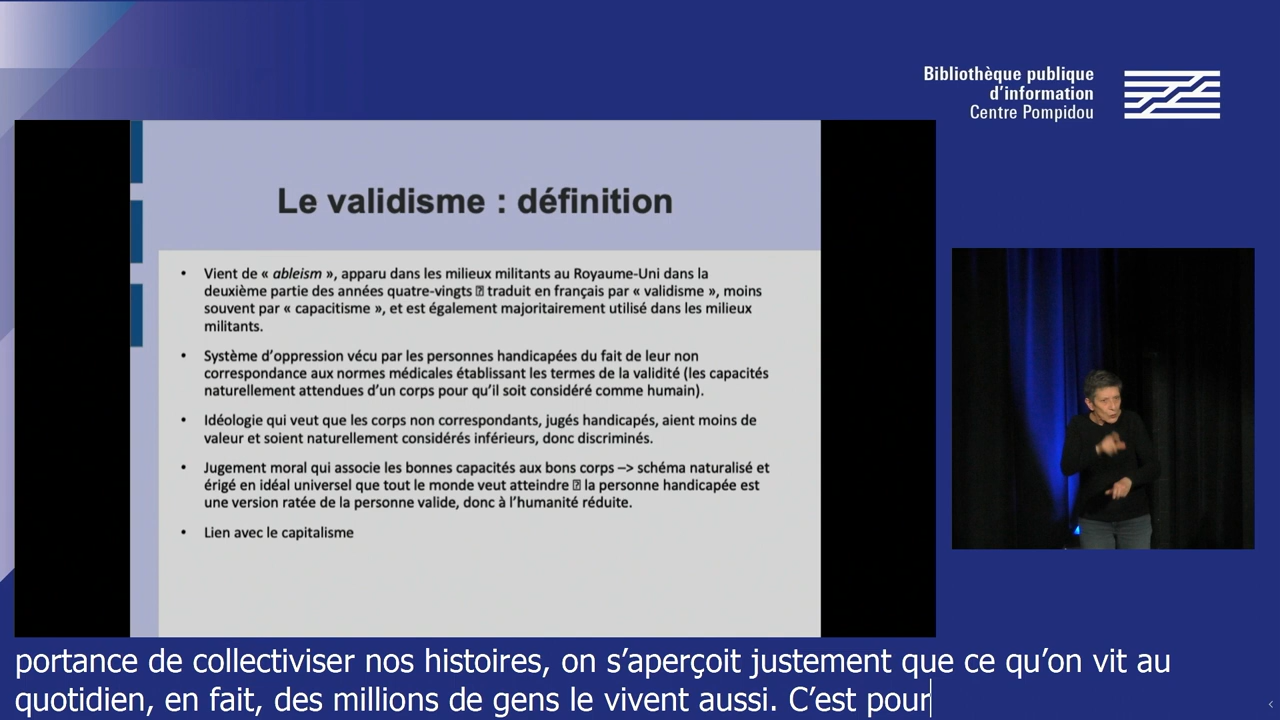 Bibliothèque publique
d’information
Centre Pompidou
Le validisme : définition
• Vient de « ableism », apparu dans les milieux militants au Royaume-Uni dans la
deuxième partie des années quatre-vingts ⍰ traduit en français par « validisme », moins
souvent par « capacitisme », et est également majoritairement utilisé dans les milieux
militants.
• Système d’oppression vécu par les personnes handicapées du fait de leur non
correspondance aux normes médicales établissant les termes de la validité (les capacités
naturellement attendues d’un corps pour qu’il soit considéré comme humain).
• Idéologie qui veut que les corps non correspondants, jugés handicapés, aient moins de
valeur et soient naturellement considérés inférieurs, donc discriminés.
• Jugement moral qui associe les bonnes capacités aux bons corps –> schéma naturalisé et
érigé en idéal universel que tout le monde veut atteindre ⍰ la personne handicapée est
une version ratée de la personne valide, donc à l’humanité réduite.
• Lien avec le capitalisme
portance de collectiviser nos histoires, on s’aperçoit justement que ce qu’on vit au
quotidien, en fait, des millions de gens le vivent aussi. C’est pour